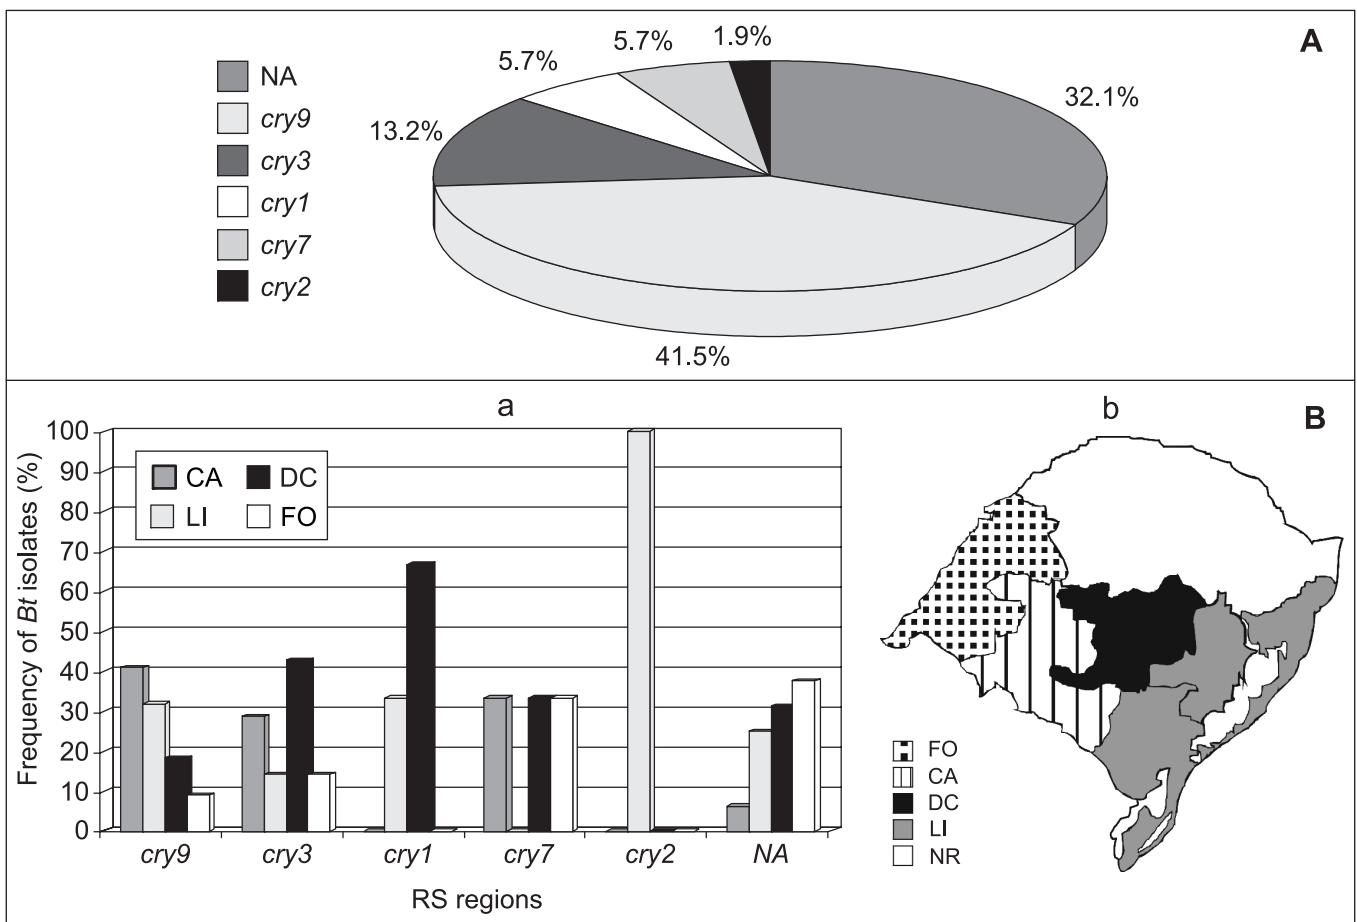 A
5.7%
1.9%
5.7%
32.1%
13.2%
41.5%
NA
cry9
cry3
cry1
cry7
cry2
B
a
Frequency of Bt isolates (%)
100
90
80
70
60
50
40
30
20
10
0
CA DC
LI FO
cry9 cry3 cry1 cry7 cry2 NA
RS regions
b
FO
CA
DC
LI
NR